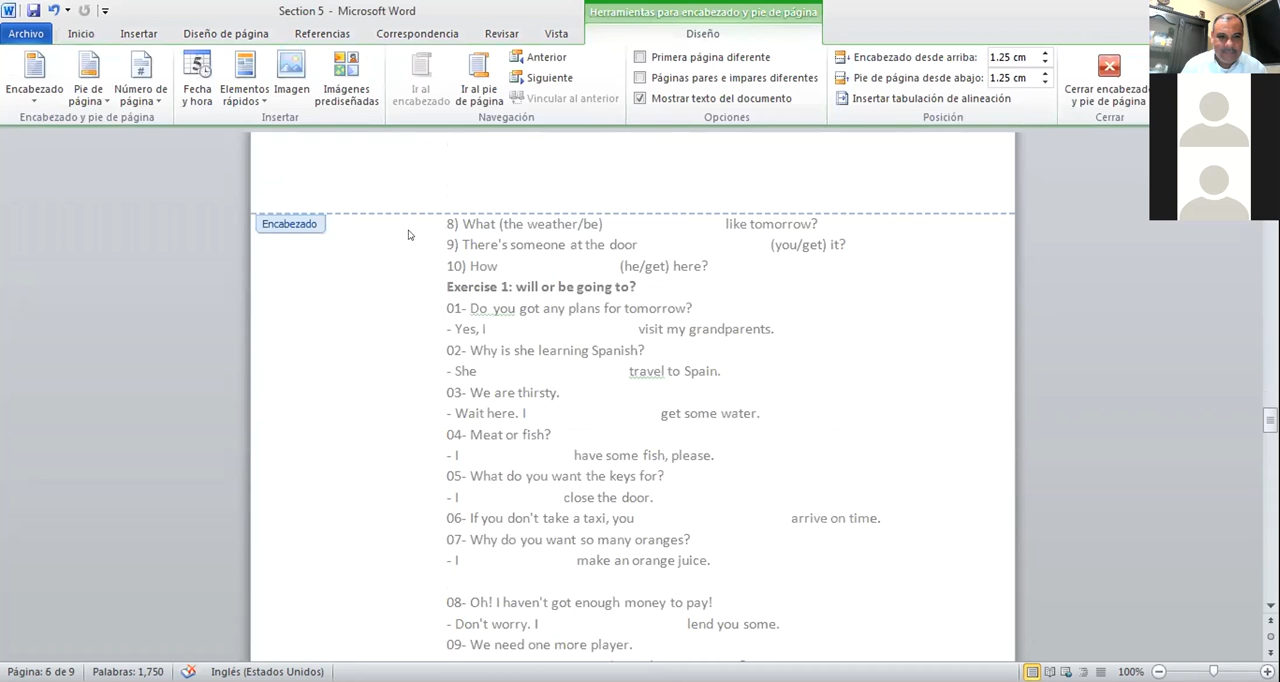 Section 5 - Microsoft Word
Herramientas para encabezado y pie de página
Archivo Inicio Insertar Diseño de página Referencias Correspondencia Revisar Vista Diseño
Encabezado Pie de página Número de página
Encabezado y pie de página
Fecha y hora Elementos rápidos Imagen Imágenes prediseñadas
Insertar
Ir al encabezado Ir al pie de página
Anterior
Siguiente
Vincular al anterior
Navegación
Primera página diferente
Páginas pares e impares diferentes
Mostrar texto del documento
Opciones
Encabezado desde arriba: 1.25 cm
Pie de página desde abajo: 1.25 cm
Insertar tabulación de alineación
Posición
Cerrar encabezado y pie de página
Cerrar
Encabezado
8) What (the weather/be) like tomorrow?
9) There's someone at the door (you/get) it?
10) How (he/get) here?
Exercise 1: will or be going to?
01- Do you got any plans for tomorrow?
- Yes, I visit my grandparents.
02- Why is she learning Spanish?
- She travel to Spain.
03- We are thirsty.
- Wait here. I get some water.
04- Meat or fish?
- I have some fish, please.
05- What do you want the keys for?
- I close the door.
06- If you don't take a taxi, you arrive on time.
07- Why do you want so many oranges?
- I make an orange juice.
08- Oh! I haven't got enough money to pay!
- Don't worry. I lend you some.
09- We need one more player.
Página: 6 de 9 Palabras: 1,750 Inglés (Estados Unidos) 100%